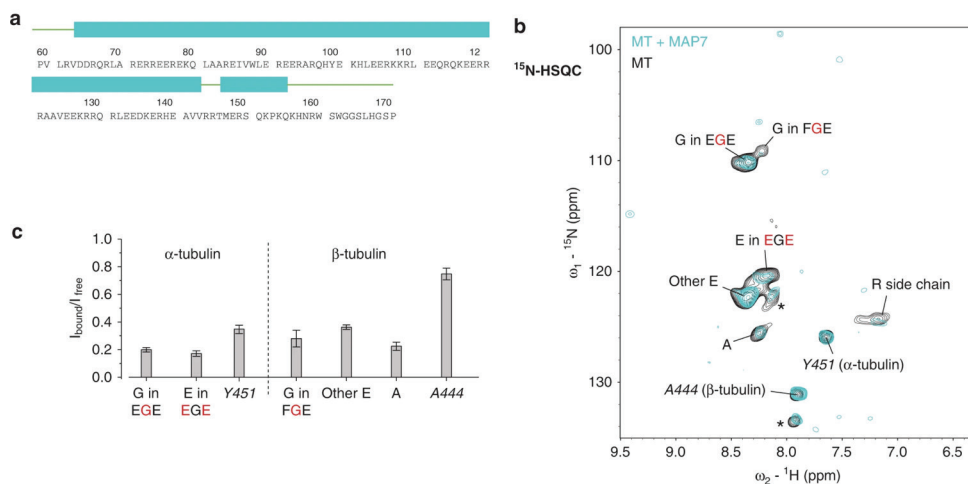 a
60 70 80 90 100 110 12
PV LRVDDRQRLA RERREEREKQ LAAREIVWLE REERARQHYE KHLEERKKRL EEQRQKEERR
130 140 150 160 170
RAAVEEKRRQ RLEEDKERHE AVVRRTMERS QKPKQKHNRW SWGGSLHGSP
b
¹⁵N-HSQC
MT + MAP7
MT
G in EGE
G in FGE
E in EGE
Other E
*
R side chain
A
Y451 (α-tubulin)
A444 (β-tubulin)
*
100
110
120
130
ω₁ - ¹⁵N (ppm)
9.5 9.0 8.5 8.0 7.5 7.0 6.5
ω₂ - ¹H (ppm)
c
α-tubulin β-tubulin
I bound/I free
1.0
0.8
0.6
0.4
0.2
0.0
G in EGE
E in EGE
Y451
G in FGE
Other E
A
A444